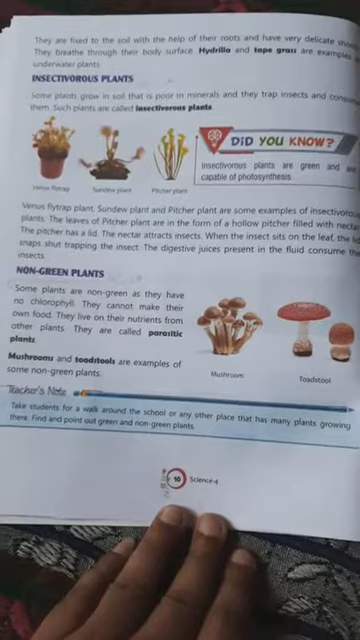 They are fixed to the soil with the help of their roots and have very delicate
They breathe through their body surface. Hydrilla and tape grass are examples
underwater plants.
INSECTIVOROUS PLANTS
Some plants grow in soil that is poor in minerals and they trap insects and
them. Such plants are called insectivorous plants.
Venus flytrap
Sundew plant
Pitcher plant
DID YOU KNOW?
Insectivorous plants are green and
capable of photosynthesis.
Venus flytrap plant, Sundew plant and Pitcher plant are some examples of
plants. The leaves of Pitcher plant are in the form of a hollow pitcher filled with
The pitcher has a lid. The nectar attracts insects. When the insect sits on the leaf, the
snaps shut trapping the insect. The digestive juices present in the fluid consume
insects.
NON-GREEN PLANTS
Some plants are non-green as they have
no chlorophyll. They cannot make their
own food. They live on their nutrients from
other plants. They are called parasitic
plants.
Mushrooms and toadstools are examples of
some non-green plants.
Mushroom
Toadstool
Teacher's Note
Take students for a walk around the school or any other place that has many plants growing
there. Find and point out green and non-green plants.
10
Science-4